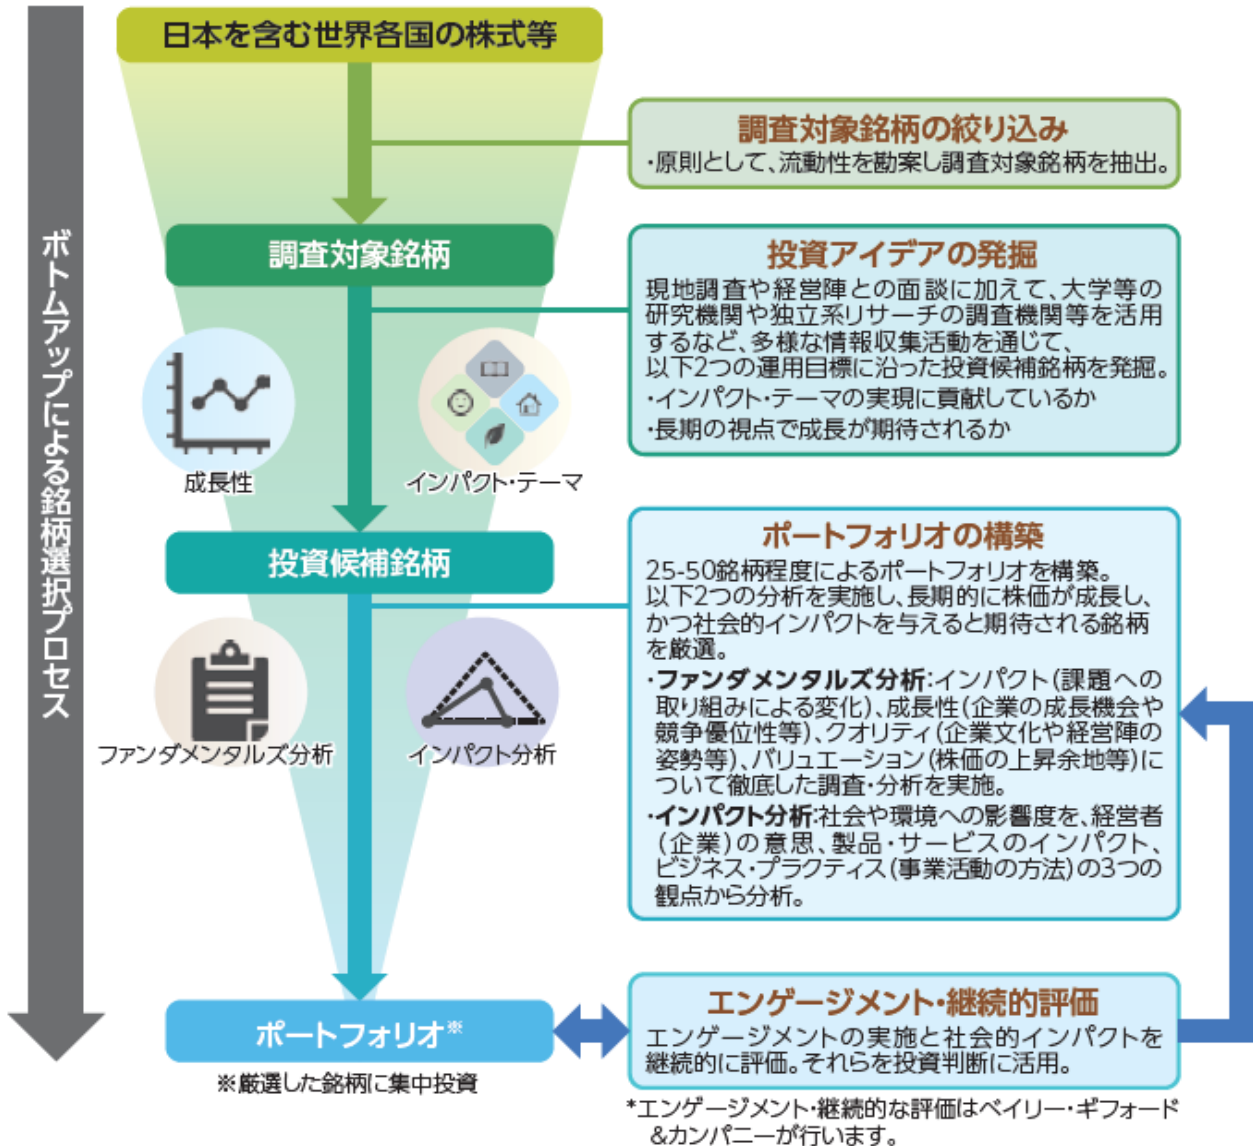 ボトムアップによる銘柄選択プロセス
日本を含む世界各国の株式等
調査対象銘柄の絞り込み
・原則として、流動性を勘案し調査対象銘柄を抽出。
調査対象銘柄
投資アイデアの発掘
現地調査や経営陣との面談に加えて、大学等の
研究機関や独立系リサーチの調査機関等を活用
するなど、多様な情報収集活動を通じて、
以下2つの運用目標に沿った投資候補銘柄を発掘。
・インパクト・テーマの実現に貢献しているか
・長期の視点で成長が期待されるか
成長性
インパクト・テーマ
投資候補銘柄
ポートフォリオの構築
25-50銘柄程度によるポートフォリオを構築。
以下2つの分析を実施し、長期的に株価が成長し、
かつ社会的インパクトを与えると期待される銘柄
を厳選。
・ファンダメンタルズ分析:インパクト(課題への
取り組みによる変化)、成長性(企業の成長機会や
競争優位性等)、クオリティ(企業文化や経営陣の
姿勢等)、バリュエーション(株価の上昇余地等)に
ついて徹底した調査・分析を実施。
・インパクト分析:社会や環境への影響度を、経営者
(企業)の意思、製品・サービスのインパクト、
ビジネス・プラクティス(事業活動の方法)の3つの
観点から分析。
ファンダメンタルズ分析
インパクト分析
ポートフォリオ※
※厳選した銘柄に集中投資
エンゲージメント・継続的評価
エンゲージメントの実施と社会的インパクトを
継続的に評価。それらを投資判断に活用。
*エンゲージメント・継続的な評価はベイリー・ギフォード
&カンパニーが行います。